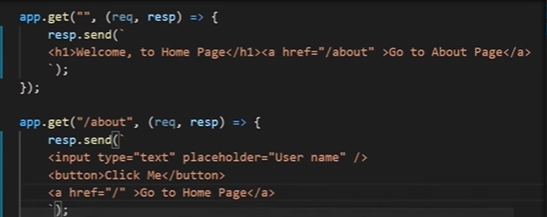 app.get("", (req, resp) => {
resp.send(`
<h1>Welcome, to Home Page</h1><a href="/about" >Go to About Page</a>
`);
});
app.get("/about", (req, resp) => {
resp.send(`
<input type="text" placeholder="User name" />
<button>Click Me</button>
<a href="/" >Go to Home Page</a>
`);